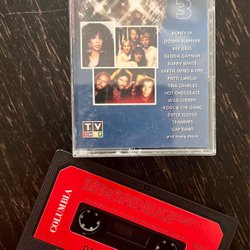 3
BONEY M
DONNA SUMMER
BEE GEES
GLORIA GAYNOR
BARRY WHITE
EARTH, WIND & FIRE
PATTI LABELLE
TINA CHARLES
HOT CHOCOLATE
WILD CHERRY
KOOL & THE GANG
SISTER SLEDGE
TRAMMPS
GAP BAND
and many more
TV
COLUMBIA